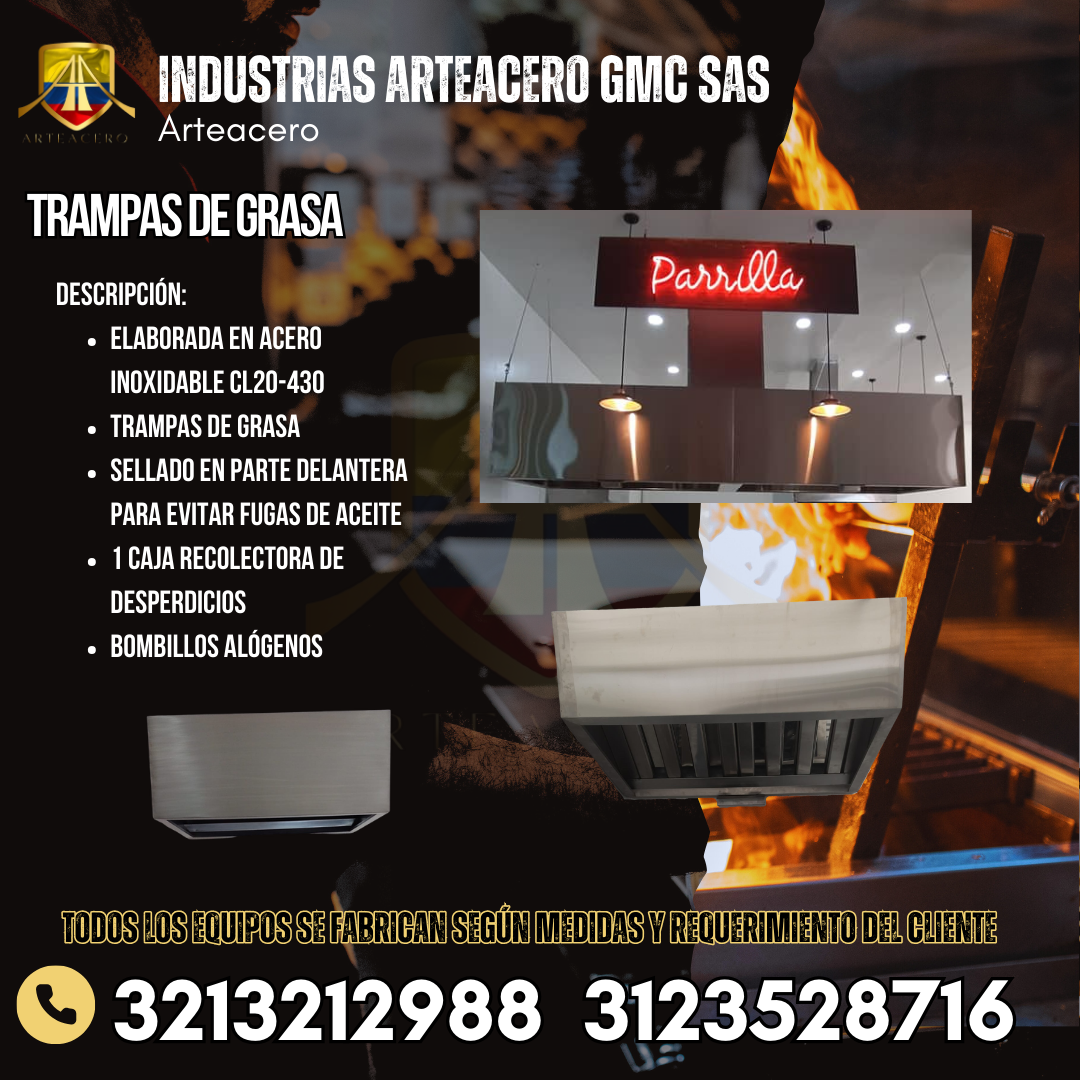 INDUSTRIAS ARTEACERO GMC SAS
Arteacero
ARTEACERO
TRAMPAS DE GRASA
Parrilla
DESCRIPCIÓN:
• ELABORADA EN ACERO
INOXIDABLE CL20-430
• TRAMPAS DE GRASA
• SELLADO EN PARTE DELANTERA
PARA EVITAR FUGAS DE ACEITE
• 1 CAJA RECOLECTORA DE
DESPERDICIOS
• BOMBILLOS ALÓGENOS
TODOS LOS EQUIPOS SE FABRICAN SEGÚN MEDIDAS Y REQUERIMIENTO DEL CLIENTE
3213212988 3123528716